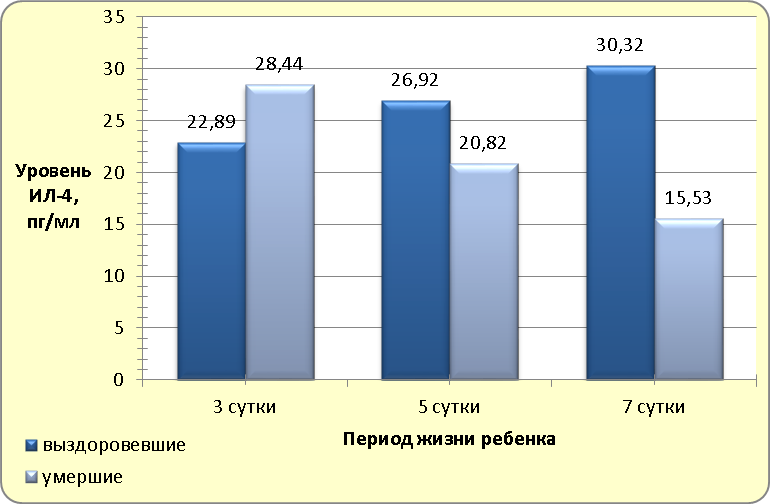 35
30
25
20
15
10
5
0
Уровень
ИЛ-4,
пг/мл
22,89
28,44
26,92
20,82
30,32
15,53
3 сутки
5 сутки
7 сутки
Период жизни ребенка
выздоровевшие
умершие